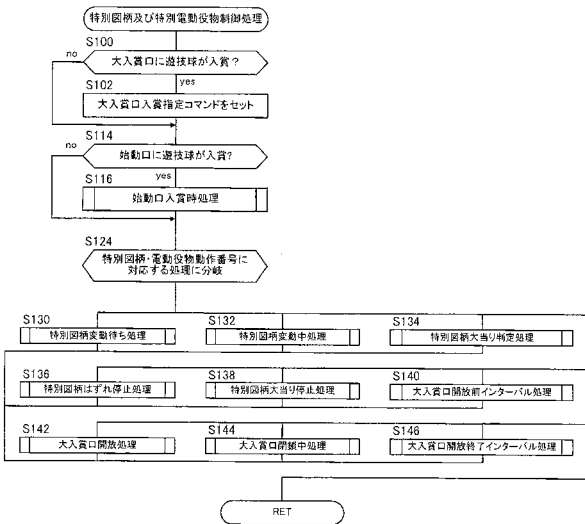 特別図柄及び特別電動役物制御処理
S100
no
大入賞口に遊技球が入賞？
yes
S102
大入賞口入賞指定コマンドをセット
S114
no
始動口に遊技球が入賞？
yes
S116
始動口入賞時処理
S124
特別図柄・電動役物動作番号に
対応する処理に分岐
S130
特別図柄変動待ち処理
S132
特別図柄変動中処理
S134
特別図柄大当り判定処理
S136
特別図柄はずれ停止処理
S138
特別図柄大当り停止処理
S140
大入賞口開放前インターバル処理
S142
大入賞口開放処理
S144
大入賞口閉鎖中処理
S146
大入賞口開放終了インターバル処理
RET